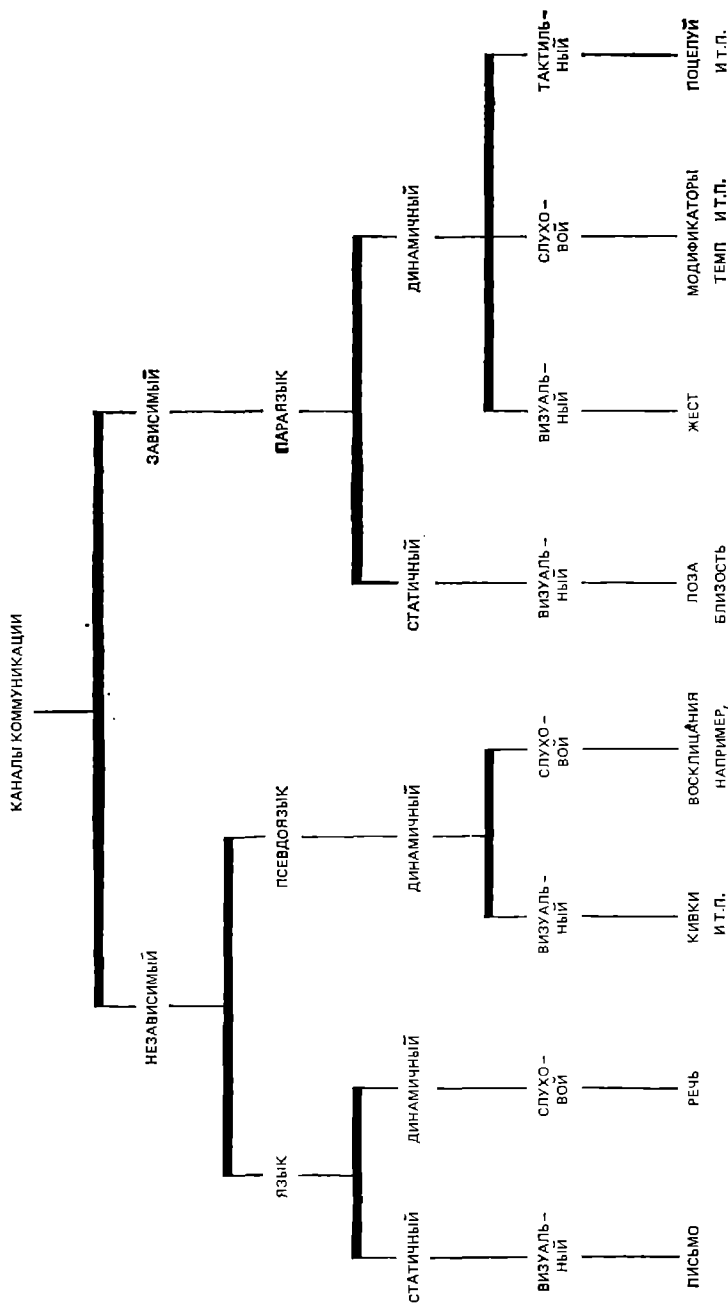 КАНАЛЫ КОММУНИКАЦИИ
НЕЗАВИСИМЫЙ
ЗАВИСИМЫЙ
ЯЗЫК
ПСЕВДОЯЗЫК
ПАРАЯЗЫК
СТАТИЧНЫЙ
ДИНАМИЧНЫЙ
ДИНАМИЧНЫЙ
СТАТИЧНЫЙ
ДИНАМИЧНЫЙ
ВИЗУАЛЬ-
НЫЙ
СЛУХО-
ВОЙ
ВИЗУАЛЬ-
НЫЙ
СЛУХО-
ВОЙ
ВИЗУАЛЬ-
НЫЙ
ВИЗУАЛЬ-
НЫЙ
СЛУХО-
ВОЙ
ТАКТИЛЬ-
НЫЙ
ПИСЬМО
РЕЧЬ
КИВКИ
И Т.П.
ВОСКЛИЦАНИЯ
НАПРИМЕР,
ПОЗА
БЛИЗОСТЬ
ЖЕСТ
МОДИФИКАТОРЫ
ТЕМП И Т.П.
ПОЦЕЛУЙ
И Т.П.